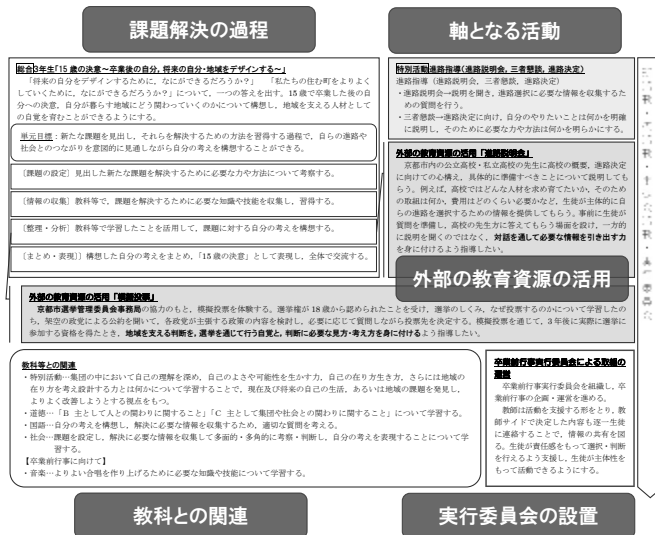 課題解決の過程
軸となる活動
総合3年生「15歳の決意~卒業後の自分,将来の自分・地域をデザインする~」
「将来の自分をデザインするために,なにができるだろうか?」 「私たちの住む町をよりよく
していくために,なにができるだろうか?」について,一つの答えを出す。15歳で卒業した後の自
分への決意,自分が暮らす地域にどう関わっていくのかについて構想し,地域を支える人材として
の自覚を育むことができるようにする。
単元目標:新たな課題を見出し,それらを解決するための方法を習得する過程で,自らの進路や
社会とのつながりを意図的に見通しながら自分の考えを構想することができる。
〔課題の設定〕見出した新たな課題を解決するために必要な力や方法について考察する。
〔情報の収集〕教科等で,課題を解決するために必要な知識や技能を収集し,習得する。
〔整理・分析〕教科等で学習したことを活用して,課題に対する自分の考えを構想する。
〔まとめ・表現〕構想した自分の考えをまとめ,「15歳の決意」として表現し,全体で交流する。
特別活動進路指導(進路説明会,三者懇談,進路決定)
進路指導(進路説明会,三者懇談,進路決定)
・進路説明会→説明を聞き,進路選択に必要な情報を収集するた
めの質問を行う。
・三者懇談→進路決定に向け,自分のやりたいことは何かを明確
に説明し,そのために必要な力や方法は何かを明らかにする。
外部の教育資源の活用「進路説明会」
京都市内の公立高校・私立高校の先生に高校の概要,進路決定
に向けての心構え,具体的に準備すべきことについて説明しても
らう。例えば,高校ではどんな人材を求め育てたいか,そのため
の取組は何か,費用はどのくらい必要かなど,生徒が主体的に自
らの進路を選択するための情報を提供してもらう。事前に生徒が
質問を準備し,高校の先生方に答えてもらう場面を設け,一方的
に説明を聞くのではなく,対話を通して必要な情報を引き出す力
を身に付けるよう指導したい。
外部の教育資源の活用
外部の教育資源の活用「模擬投票」
京都市選挙管理委員会事務局の協力のもと,模擬投票を体験する。選挙権が18歳から認められたことを受け,選挙のしくみ,なぜ投票するのかについて学習したの
ち,架空の政党による公約を聞いて,各政党が主張する政策の内容を検討し,必要に応じて質問しながら投票先を決定する。模擬投票を通じて,3年後に実際に選挙に
参加する資格を得たとき,地域を支える判断を,選挙を通じて行う自覚と,判断に必要な見方・考え方を身に付けるよう指導したい。
教科等との関連
・特別活動…集団の中において自己の理解を深め,自己のよさや可能性を生かす力,自己の在り方生き方,さらには地域の
在り方を考え設計する力とは何かについて学習することで,現在及び将来の自己の生活,あるいは地域の課題を発見し,
よりよく改善しようとする視点をもつ。
・道徳…「B 主として人との関わりに関すること」「C 主として集団や社会との関わりに関すること」について学習する。
・国語…自分の考えを構想し,解決に必要な情報を収集するため,適切な質問を考える。
・社会…課題を設定し,解決に必要な情報を収集して多面的・多角的に考察・判断し,自分の考えを表現することについて学
習する。
【卒業前行事に向けて】
・音楽…よりよい合唱を作り上げるために必要な知識や技能について学習する。
卒業前行事実行委員会による取組の
運営
卒業前行事実行委員会を組織し,卒
業前行事の企画・運営を進める。
教師は活動を支援する形をとり,教
師サイドで決定した内容も逐一生徒
に連絡することで,情報の共有を図
る。生徒が責任感をもって選択・判断
を行えるよう支援し,生徒が主体性を
もって活動できるようにする。
教科との関連
実行委員会の設置